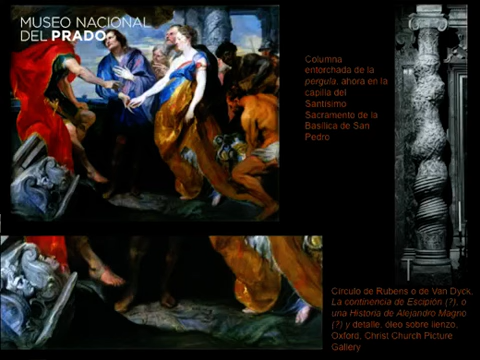 MUSEO NACIONAL
DEL PRADO
Columna
entorchada de la
pergula, ahora en la
capilla del
Santísimo
Sacramento de la
Basílica de San
Pedro
Círculo de Rubens o de Van Dyck,
La continencia de Escipión (?), o
una Historia de Alejandro Magno
(?) y detalle, óleo sobre lienzo,
Oxford, Christ Church Picture
Gallery